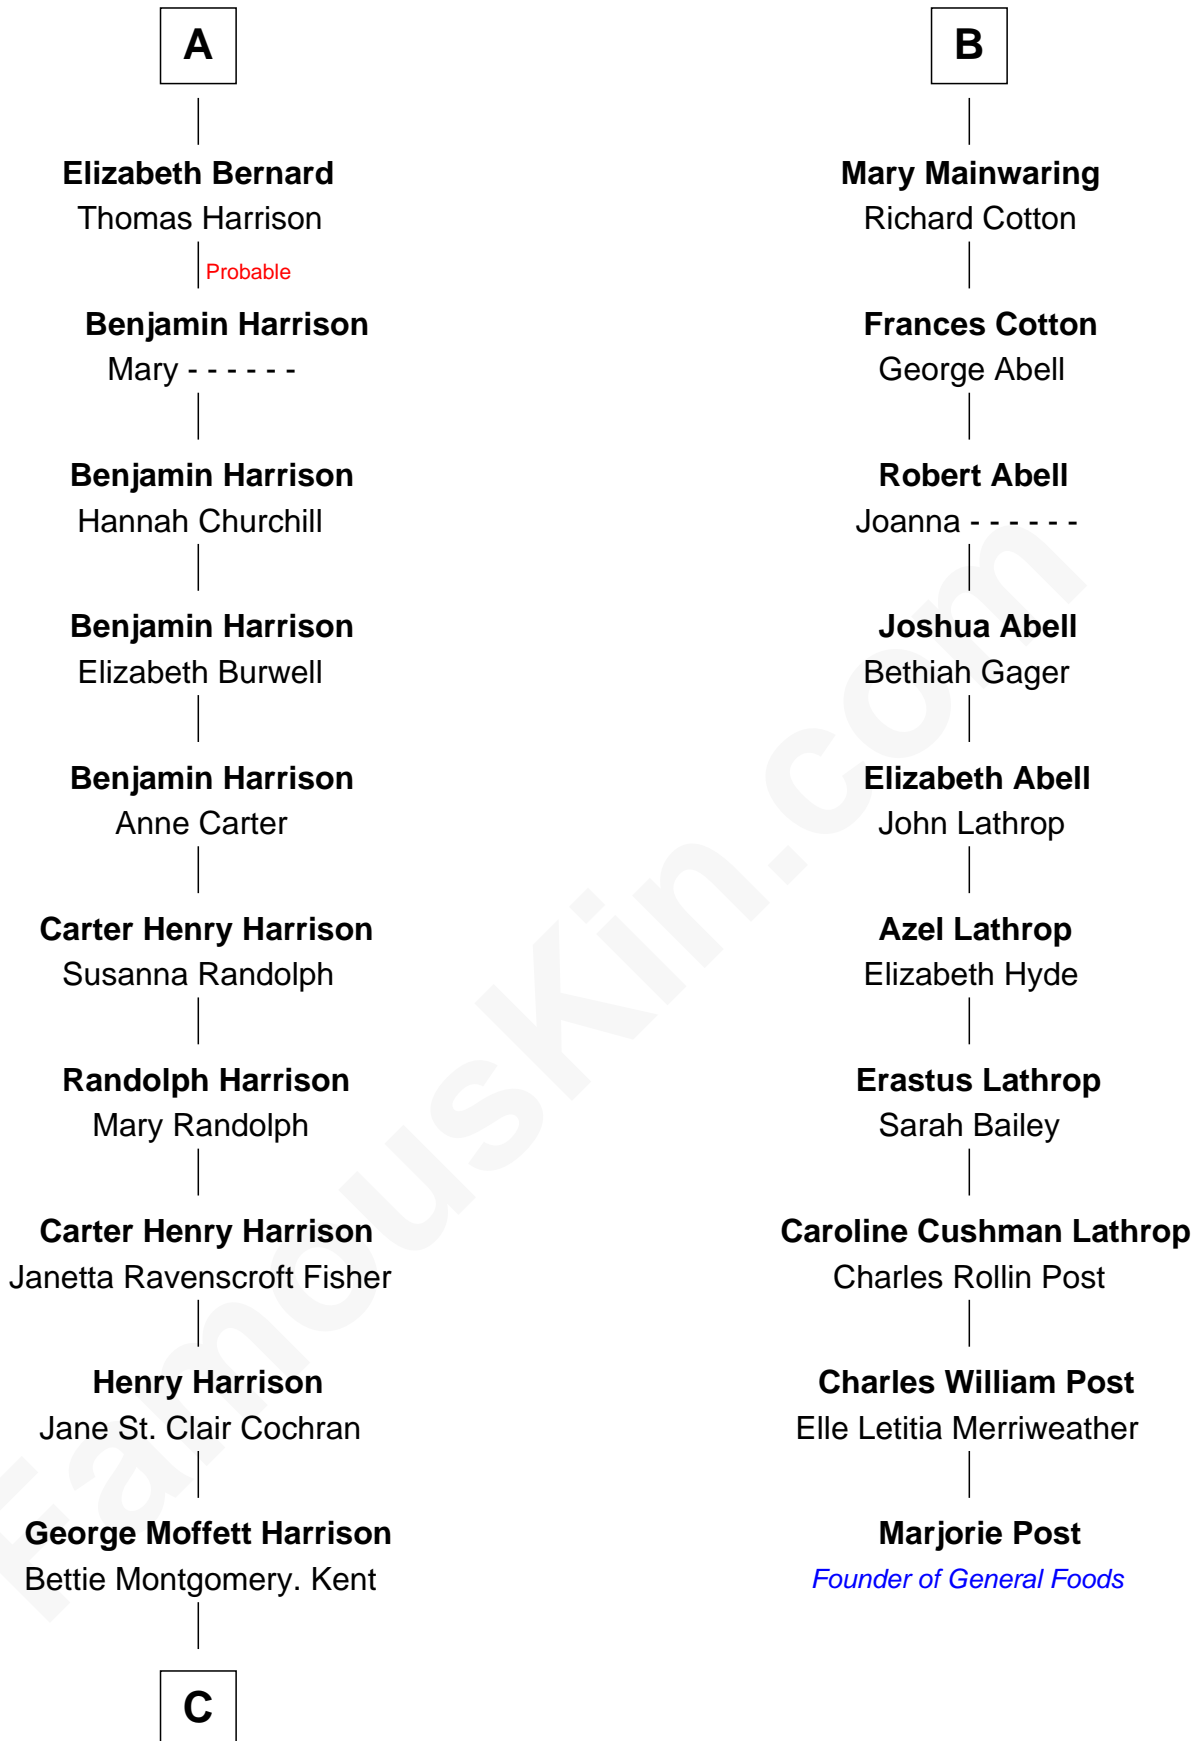 A
Elizabeth Bernard
Thomas Harrison
Probable
Benjamin Harrison
Mary - - - - - -
Benjamin Harrison
Hannah Churchill
Benjamin Harrison
Elizabeth Burwell
Benjamin Harrison
Anne Carter
Carter Henry Harrison
Susanna Randolph
Randolph Harrison
Mary Randolph
Carter Henry Harrison
Janetta Ravenscroft Fisher
Henry Harrison
Jane St. Clair Cochran
George Moffett Harrison
Bettie Montgomery. Kent
C
B
Mary Mainwaring
Richard Cotton
Frances Cotton
George Abell
Robert Abell
Joanna - - - - - -
Joshua Abell
Bethiah Gager
Elizabeth Abell
John Lathrop
Azel Lathrop
Elizabeth Hyde
Erastus Lathrop
Sarah Bailey
Caroline Cushman Lathrop
Charles Rollin Post
Charles William Post
Elle Letitia Merriweather
Marjorie Post
Founder of General Foods
FamousKin.com